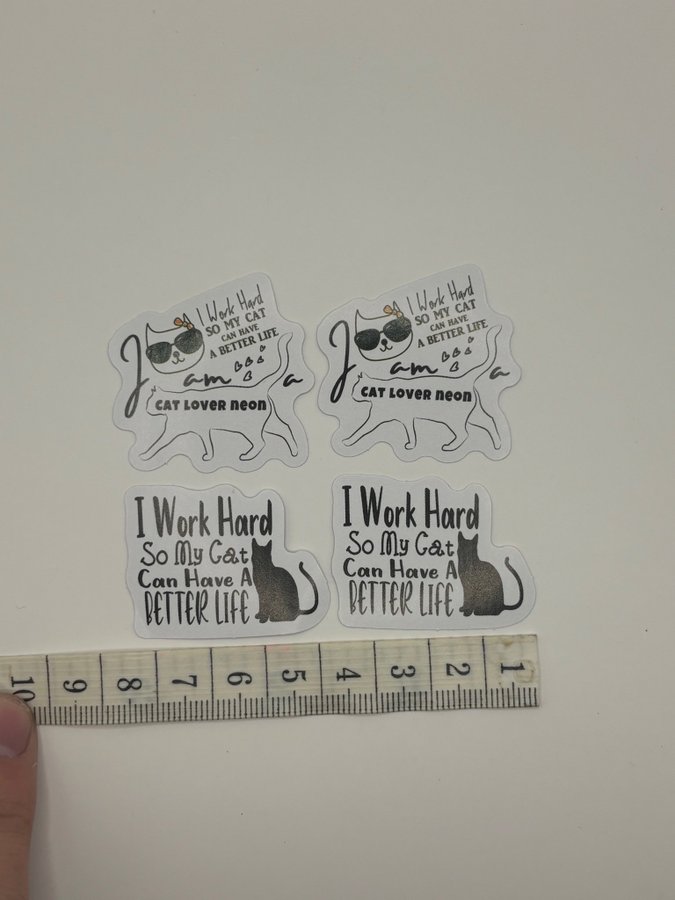 I Work Hard
SO MY CAT
CAN HAVE
A BETTER LIFE
I am a
CAT LOVER neon
I Work Hard
SO MY CAT
CAN HAVE
A BETTER LIFE
I am a
CAT LOVER neon
I Work Hard
So My Cat
Can Have A
BETTER LIFE
I Work Hard
So My Cat
Can Have A
BETTER LIFE
10 9 8 7 6 5 4 3 2 1